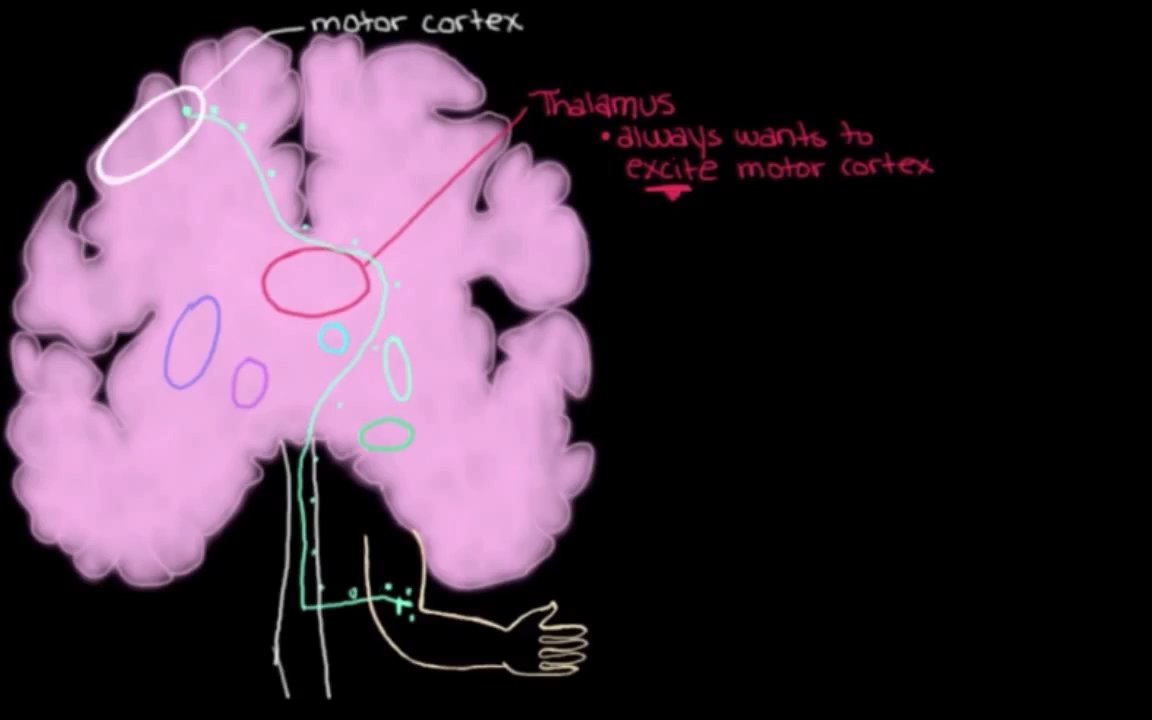 motor cortex
Thalamus
• always wants to
excite motor cortex